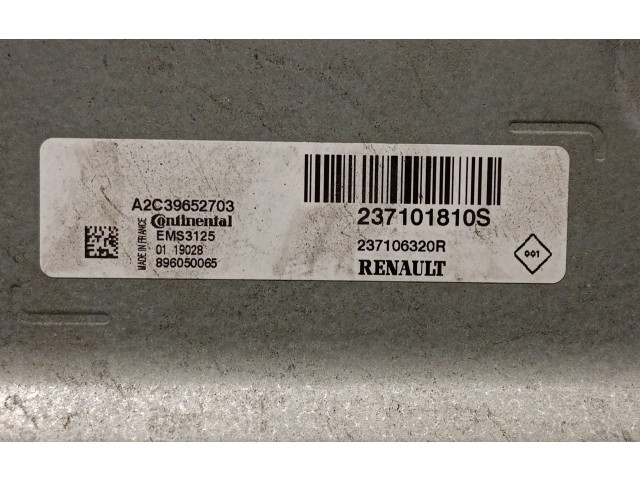 A2C39652703
Continental
EMS3125
01 19028
896050065
MADE IN FRANCE
237101810S
237106320R
RENAULT
001